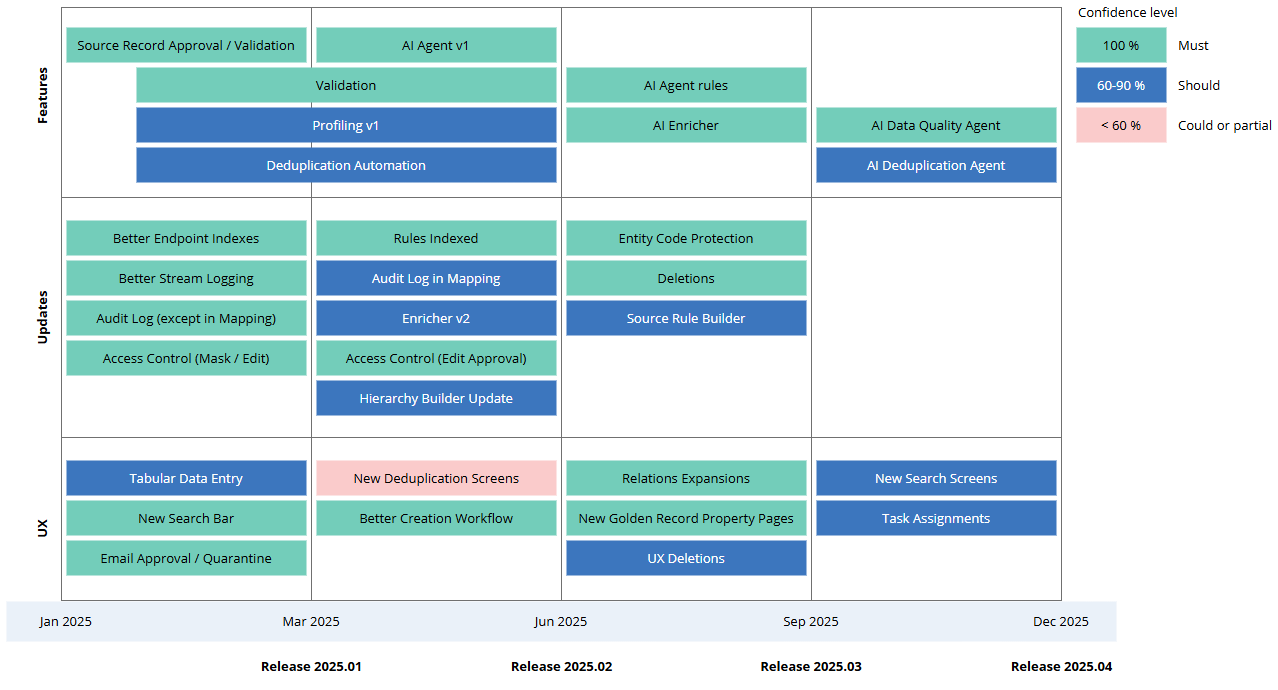 Confidence level
100 %
Must
60-90 %
Should
< 60 %
Could or partial
Features
Source Record Approval / Validation
AI Agent v1
Validation
AI Agent rules
Profiling v1
AI Enricher
AI Data Quality Agent
Deduplication Automation
AI Deduplication Agent
Updates
Better Endpoint Indexes
Rules Indexed
Entity Code Protection
Better Stream Logging
Audit Log in Mapping
Deletions
Audit Log (except in Mapping)
Enricher v2
Source Rule Builder
Access Control (Mask / Edit)
Access Control (Edit Approval)
Hierarchy Builder Update
UX
Tabular Data Entry
New Deduplication Screens
Relations Expansions
New Search Screens
New Search Bar
Better Creation Workflow
New Golden Record Property Pages
Task Assignments
Email Approval / Quarantine
UX Deletions
Jan 2025
Mar 2025
Jun 2025
Sep 2025
Dec 2025
Release 2025.01
Release 2025.02
Release 2025.03
Release 2025.04